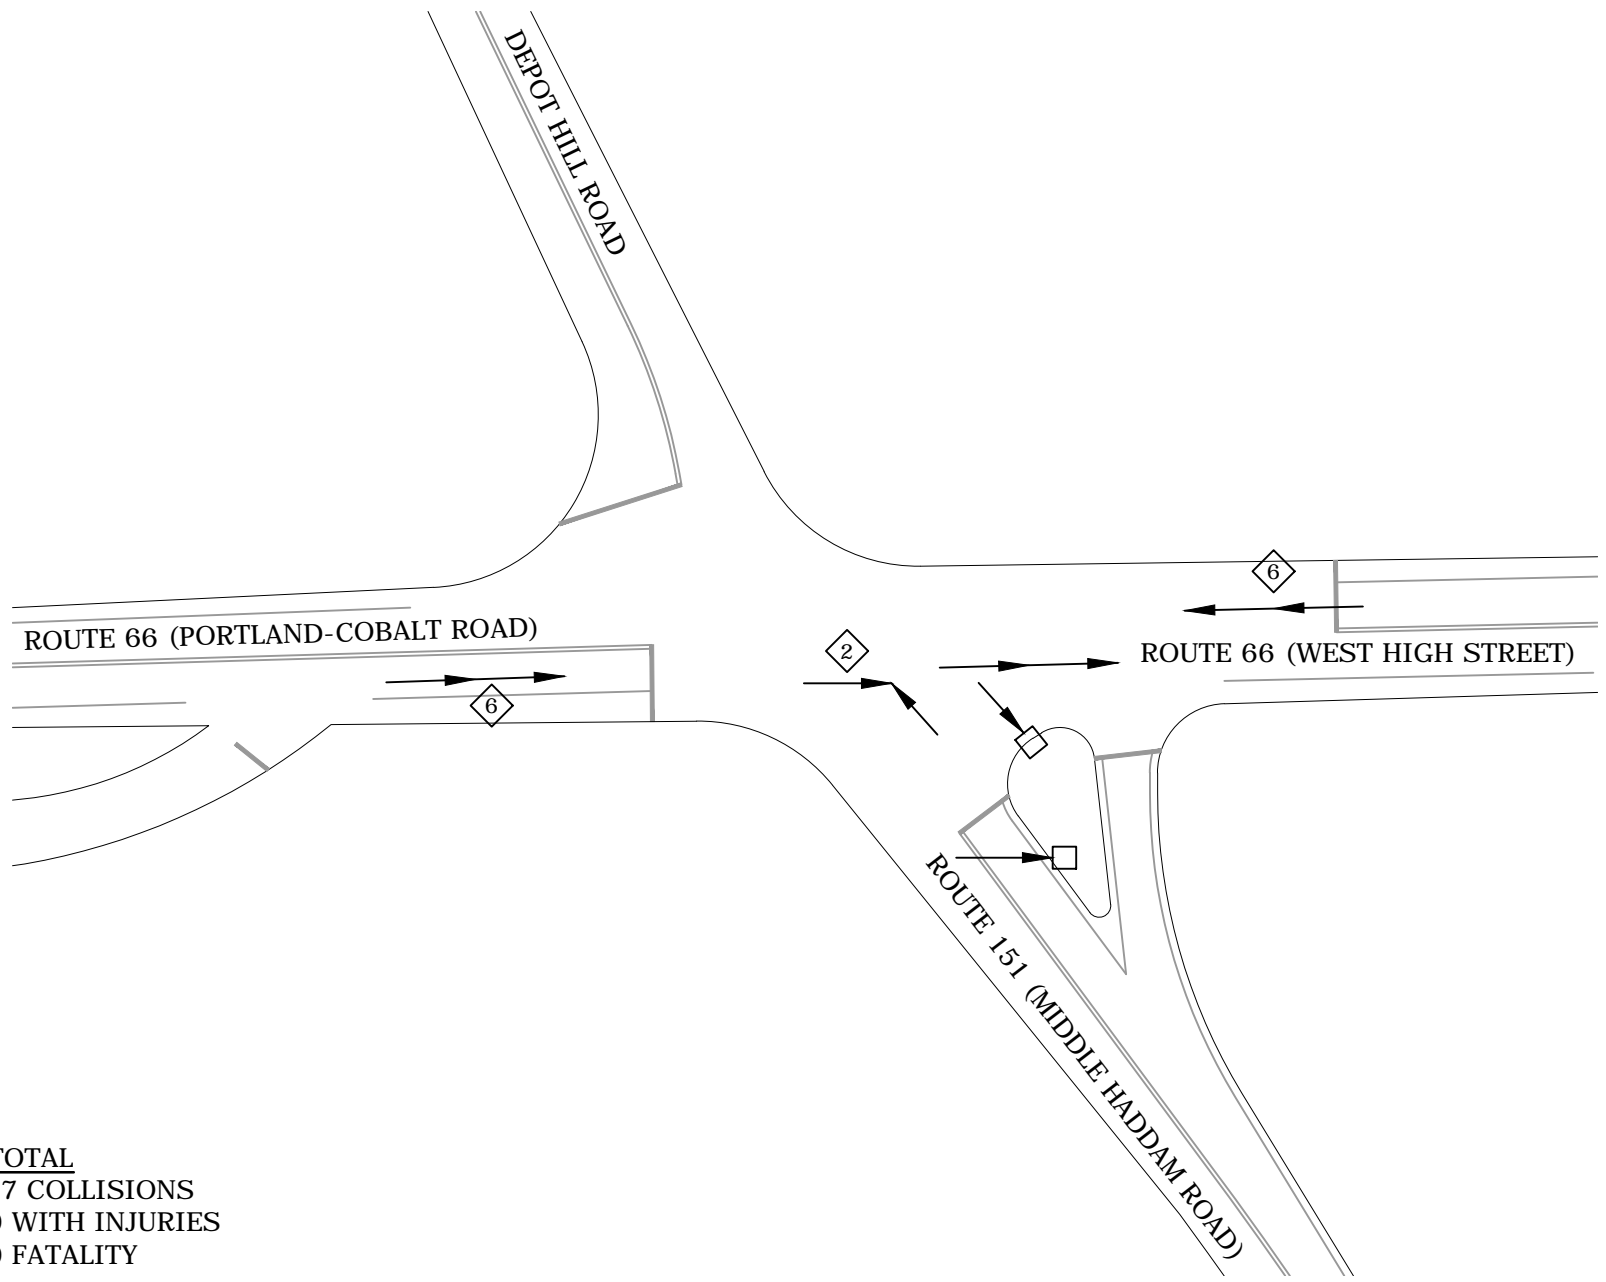 DEPOT HILL ROAD
6
ROUTE 66 (PORTLAND-COBALT ROAD)
2
ROUTE 66 (WEST HIGH STREET)
6
ROUTE 151 (MIDDLE HADDAM ROAD)
TOTAL
7 COLLISIONS
WITH INJURIES
FATALITY